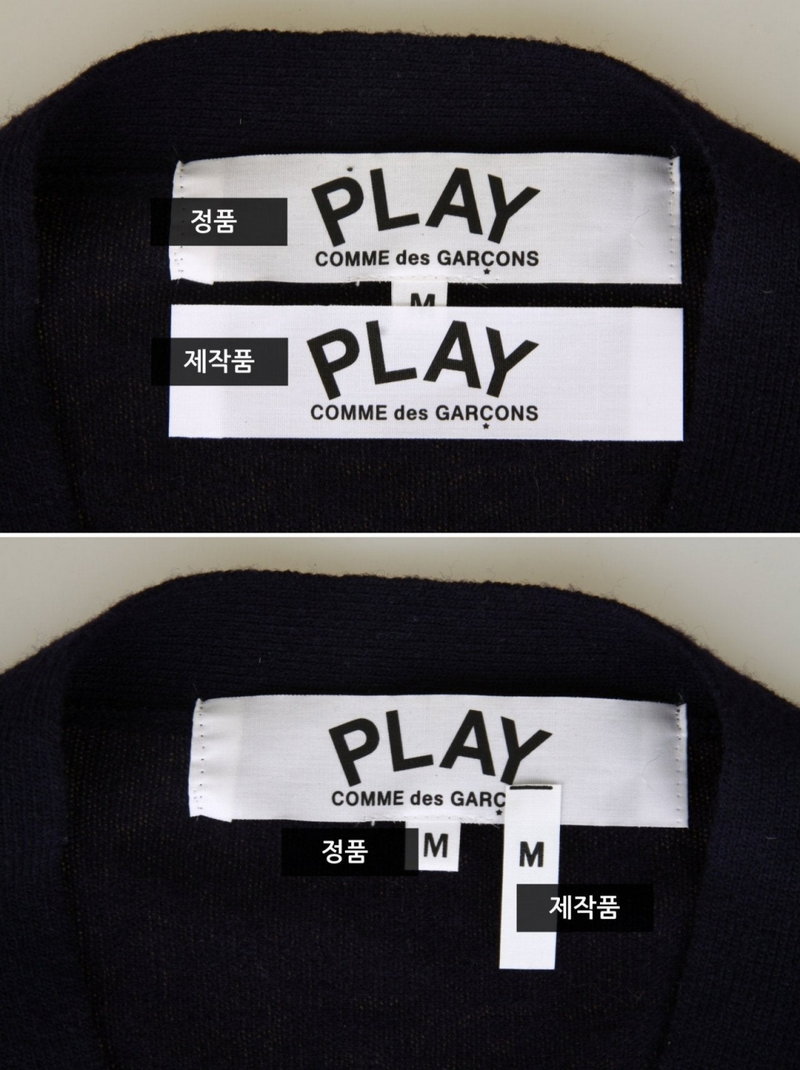 PLAY
정품
COMME des GARÇONS
M
PLAY
제작품
COMME des GARÇONS
PLAY
COMME des GARÇ
정품
M
M
제작품